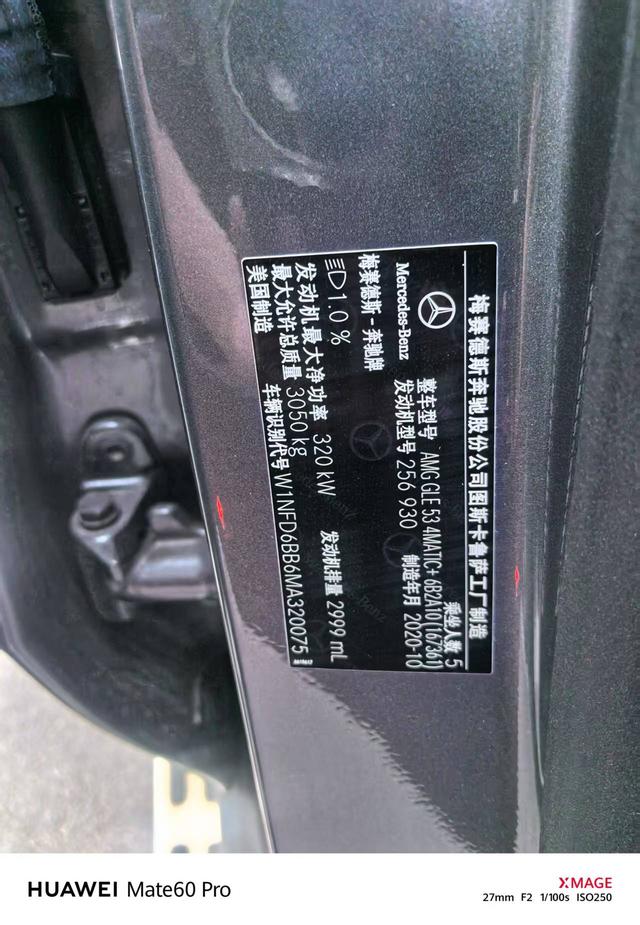 梅赛德斯奔驰股份公司图斯卡鲁萨工厂制造
Mercedes-Benz
梅赛德斯-奔驰牌
整车型号 AMG GLE 53 4MATIC+ 6B2A10(167361)
乘坐人数 5
发动机型号 256 930
制造年月 2020-10
1.0 %
发动机最大净功率 320 kW
发动机排量 2999 mL
最大允许总质量 3050 kg
美国制造
车辆识别代号 W1NFD6BB6MA320075
HUAWEI Mate60 Pro
XMAGE
27mm F2 1/100s ISO250